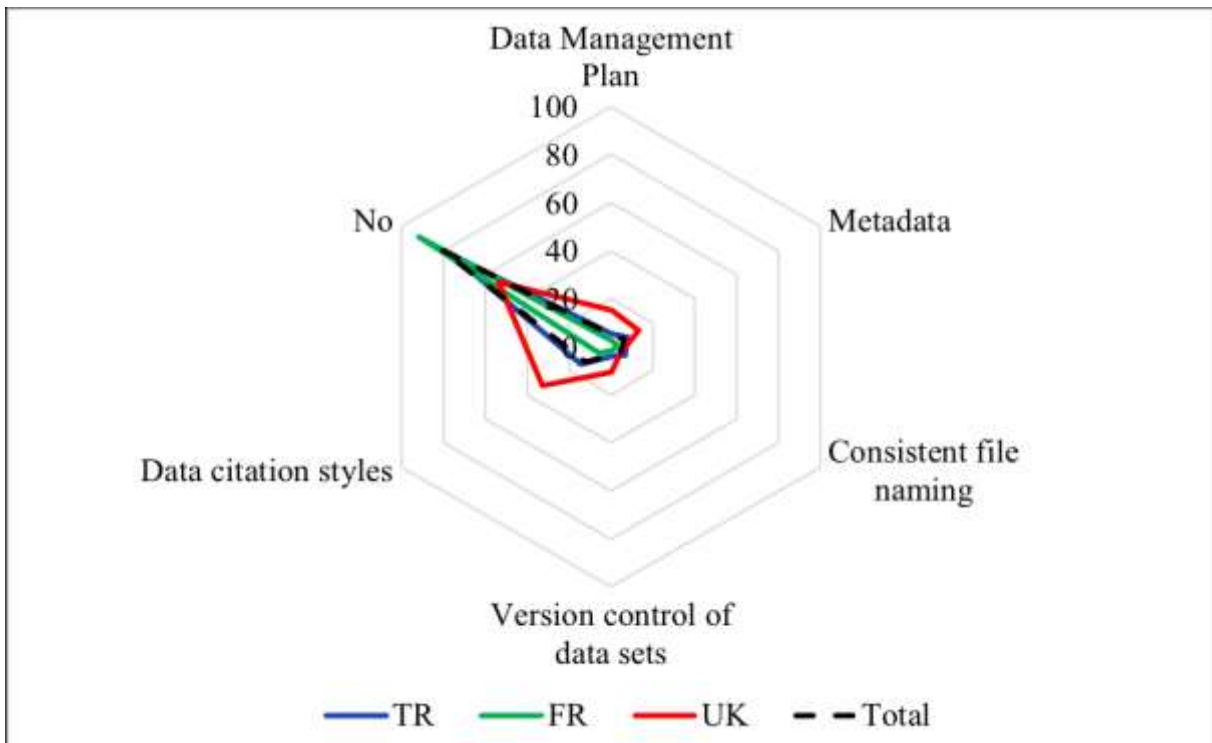 Data Management
Plan
100
80
60
40
20
0
No
Metadata
Data citation styles
Consistent file
naming
Version control of
data sets
TR FR UK Total